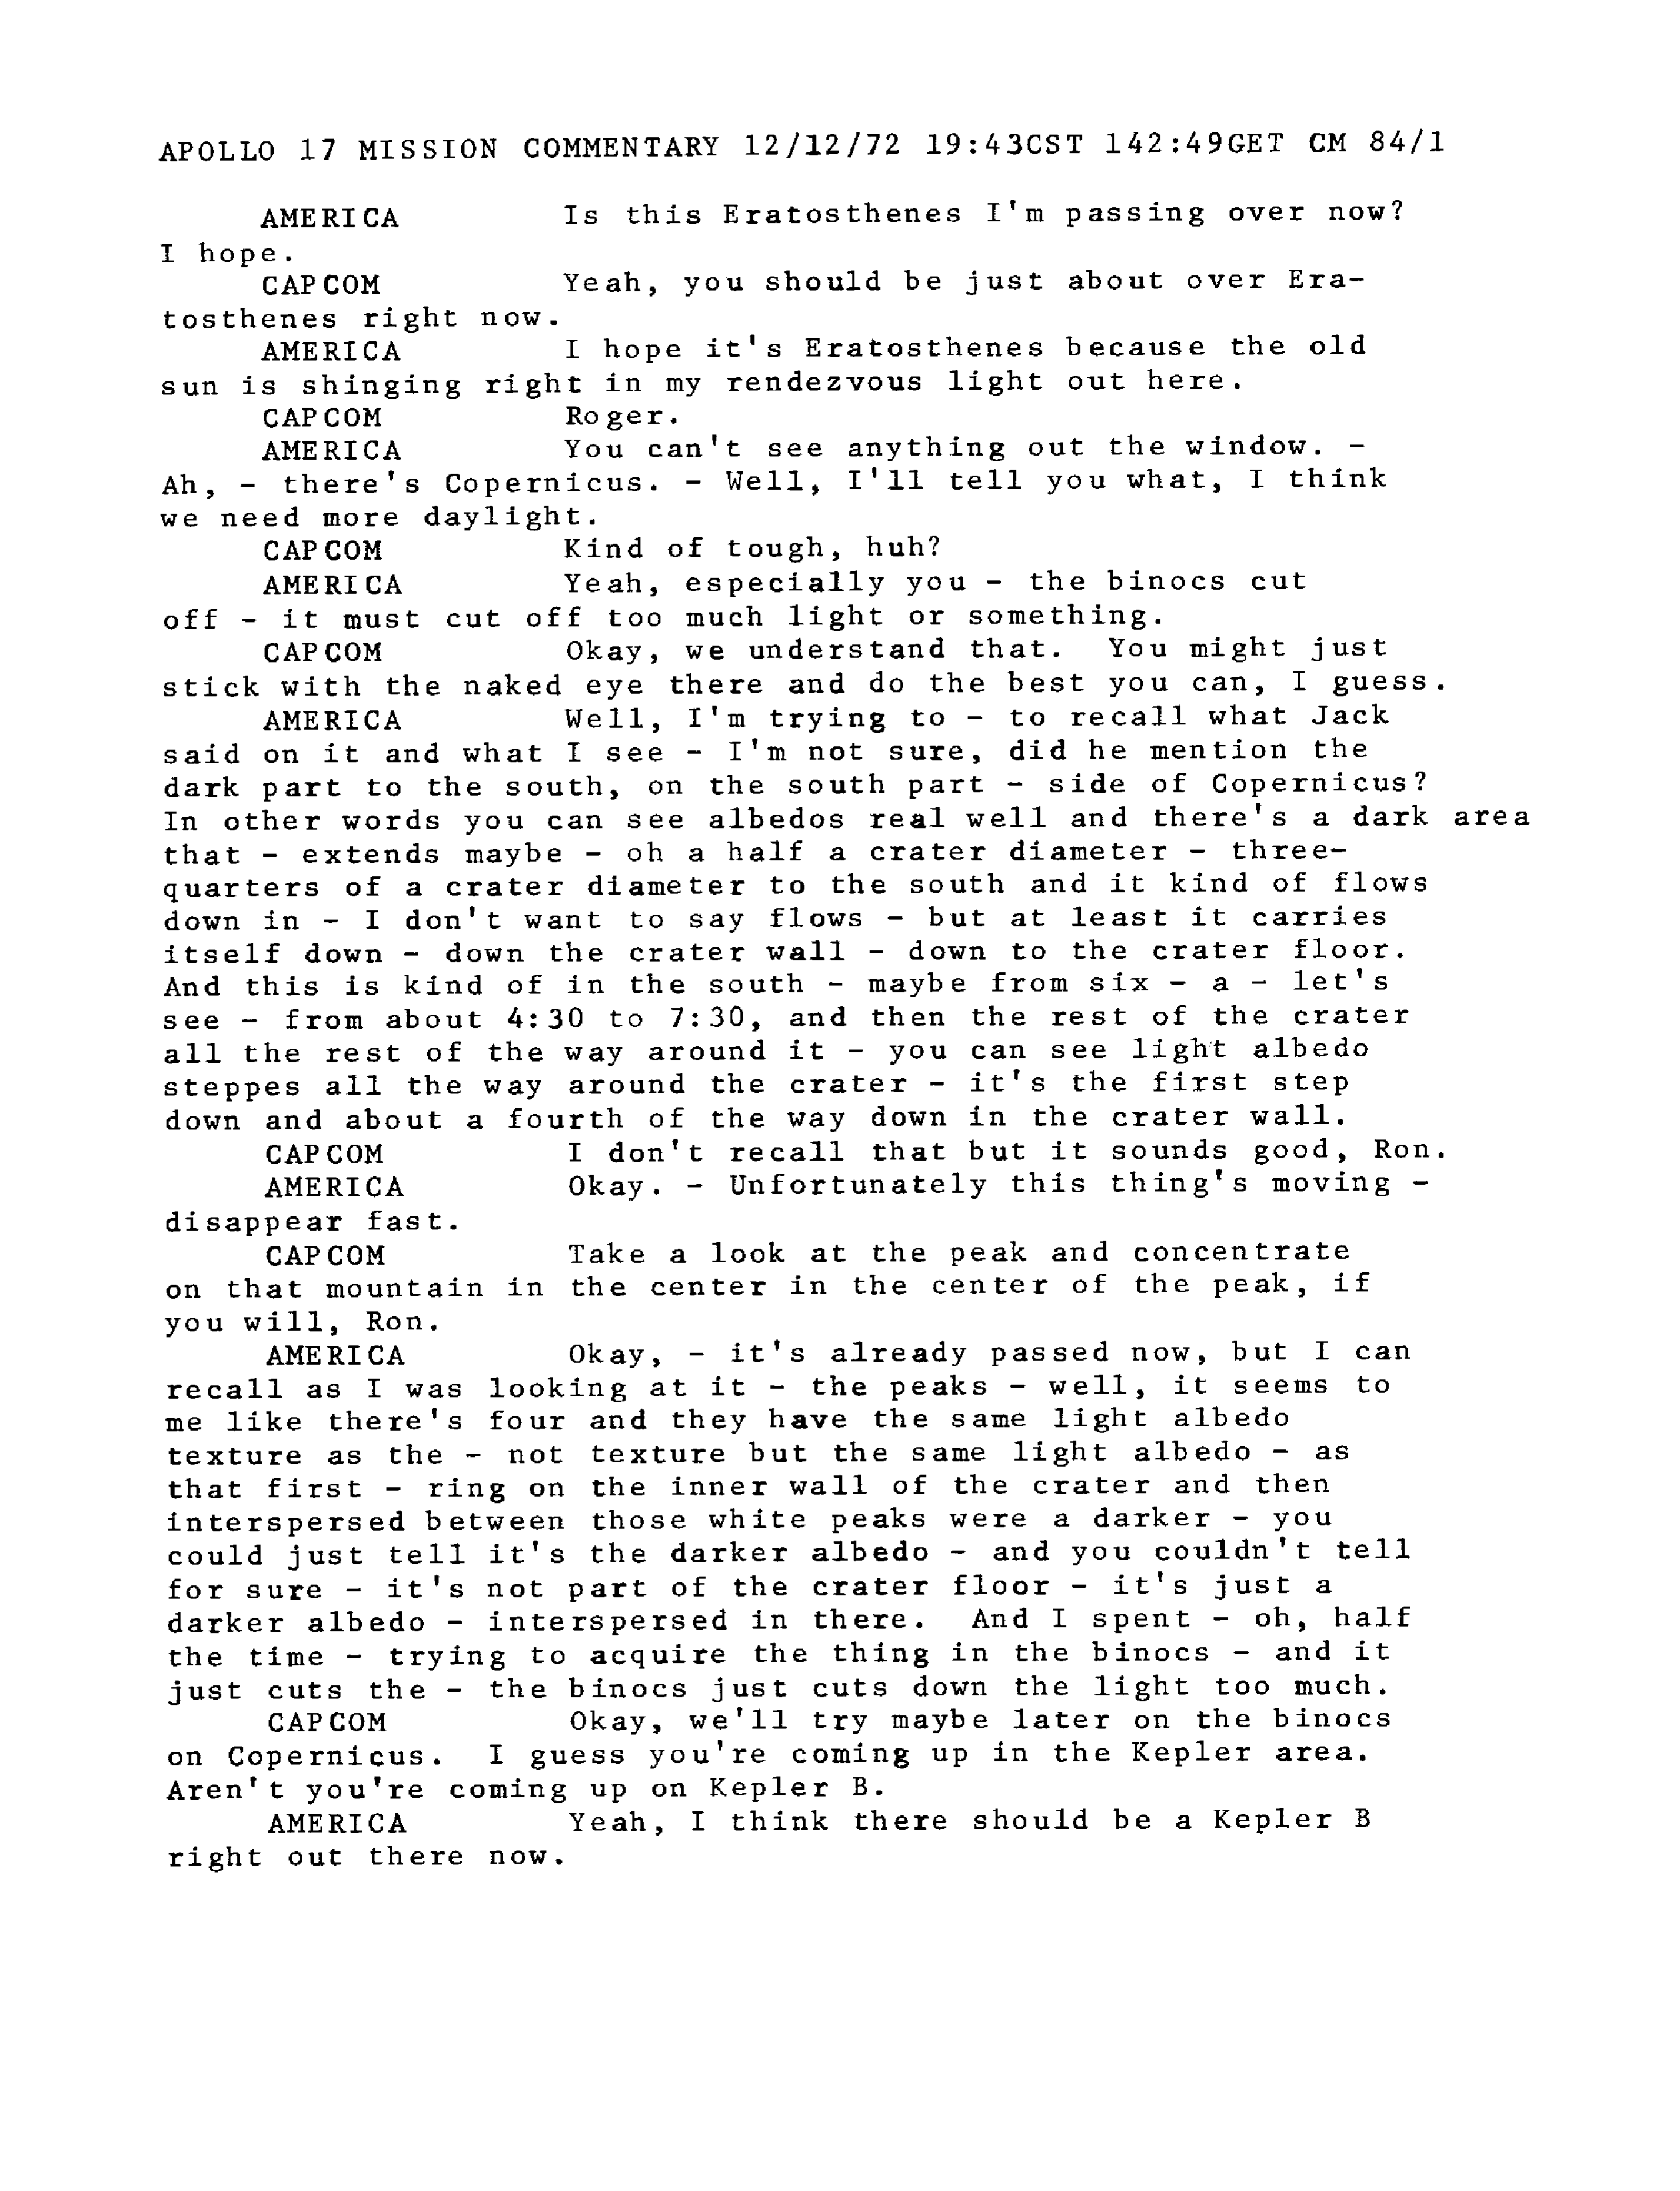 APOLLO 17 MISSION COMMENTARY 12/12/72 19:43CST 142:49GET CM 84/1
AMERICA Is this Eratosthenes I'm passing over now?
I hope.
CAPCOM Yeah, you should be just about over Era-
tosthenes right now.
AMERICA I hope it's Eratosthenes because the old
sun is shinging right in my rendezvous light out here.
CAPCOM Roger.
AMERICA You can't see anything out the window. -
Ah, - there's Copernicus. - Well, I'll tell you what, I think
we need more daylight.
CAPCOM Kind of tough, huh?
AMERICA Yeah, especially you - the binocs cut
off - it must cut off too much light or something.
CAPCOM Okay, we understand that. You might just
stick with the naked eye there and do the best you can, I guess.
AMERICA Well, I'm trying to - to recall what Jack
said on it and what I see - I'm not sure, did he mention the
dark part to the south, on the south part - side of Copernicus?
In other words you can see albedos real well and there's a dark area
that - extends maybe - oh a half a crater diameter - three-
quarters of a crater diameter to the south and it kind of flows
down in - I don't want to say flows - but at least it carries
itself down - down the crater wall - down to the crater floor.
And this is kind of in the south - maybe from six - a - let's
see - from about 4:30 to 7:30, and then the rest of the crater
all the rest of the way around it - you can see light albedo
steppes all the way around the crater - it's the first step
down and about a fourth of the way down in the crater wall.
CAPCOM I don't recall that but it sounds good, Ron.
AMERICA Okay. - Unfortunately this thing's moving -
disappear fast.
CAPCOM Take a look at the peak and concentrate
on that mountain in the center in the center of the peak, if
you will, Ron.
AMERICA Okay, - it's already passed now, but I can
recall as I was looking at it - the peaks - well, it seems to
me like there's four and they have the same light albedo
texture as the - not texture but the same light albedo - as
that first - ring on the inner wall of the crater and then
interspersed between those white peaks were a darker - you
could just tell it's the darker albedo - and you couldn't tell
for sure - it's not part of the crater floor - it's just a
darker albedo - interspersed in there. And I spent - oh, half
the time - trying to acquire the thing in the binocs - and it
just cuts the - the binocs just cuts down the light too much.
CAPCOM Okay, we'll try maybe later on the binocs
on Copernicus. I guess you're coming up in the Kepler area.
Aren't you're coming up on Kepler B.
AMERICA Yeah, I think there should be a Kepler B
right out there now.